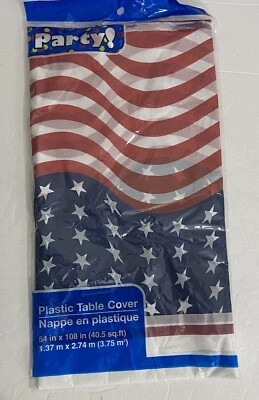 Party!
Plastic Table Cover
Nappe en plastique
54 in x 108 in (40.5 sq.ft)
1.37 m x 2.74 m (3.75 m²)